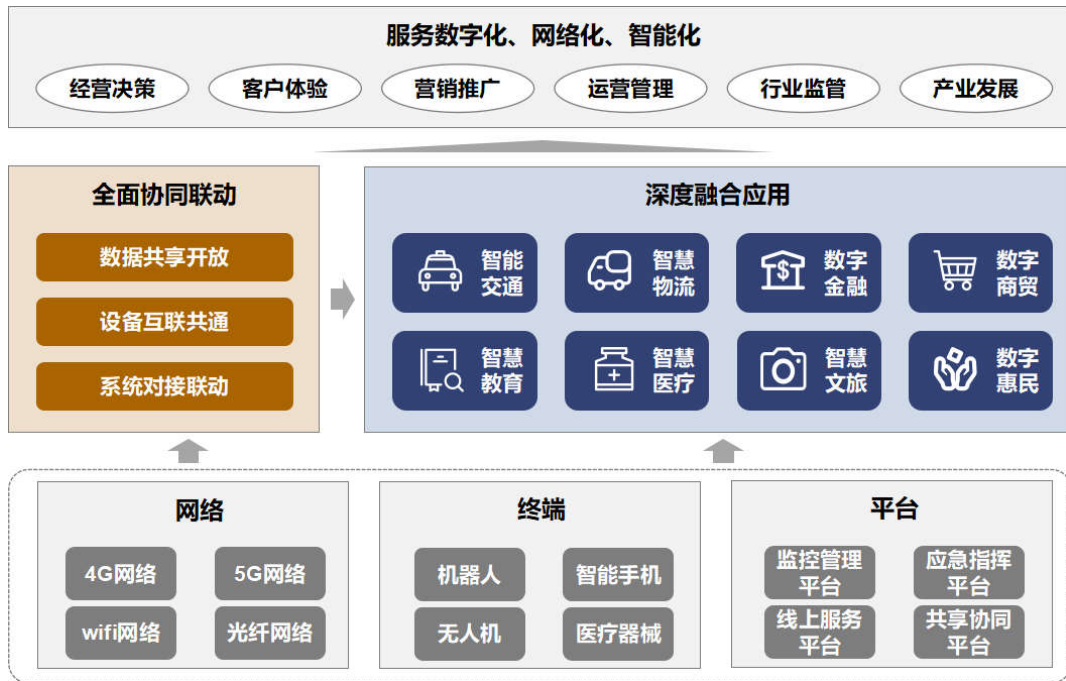 服务数字化、网络化、智能化
经营决策
客户体验
营销推广
运营管理
行业监管
产业发展
全面协同联动
数据共享开放
设备互联共通
系统对接联动
深度融合应用
智能
交通
智慧
物流
数字
金融
数字
商贸
智慧
教育
智慧
医疗
智慧
文旅
数字
惠民
网络
4G网络
5G网络
wifi网络
光纤网络
终端
机器人
智能手机
无人机
医疗器械
平台
监控管理
平台
应急指挥
平台
线上服务
平台
共享协同
平台